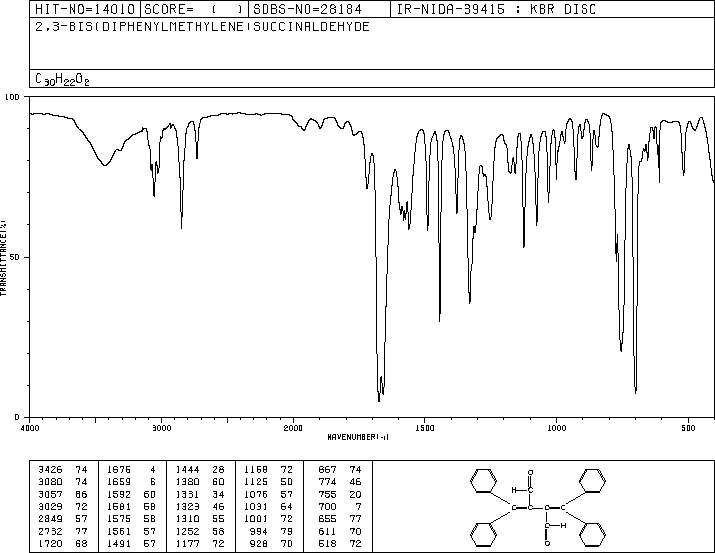 HIT-NO=14010 SCORE= ( ) SDBS-NO=28184 IR-NIDA-39415 : KBR DISC
2,3-BIS(DIPHENYLMETHYLENE)SUCCINALDEHYDE
C30H22O2
100
50
0
TRANSMITTANCE(%)
4000 3000 2000 1500 1000 500
WAVENUMBER(-1)
3426 74 1676 4 1444 28 1168 72 867 74
3080 74 1659 6 1380 60 1125 50 774 46
3057 66 1592 60 1331 34 1076 57 755 20
3029 72 1581 58 1323 46 1031 64 700 7
2849 57 1575 58 1310 55 1001 72 655 77
2732 77 1561 57 1252 58 994 79 611 70
1720 68 1491 57 1177 72 928 70 518 72
O
H C
C C C C
C H
O